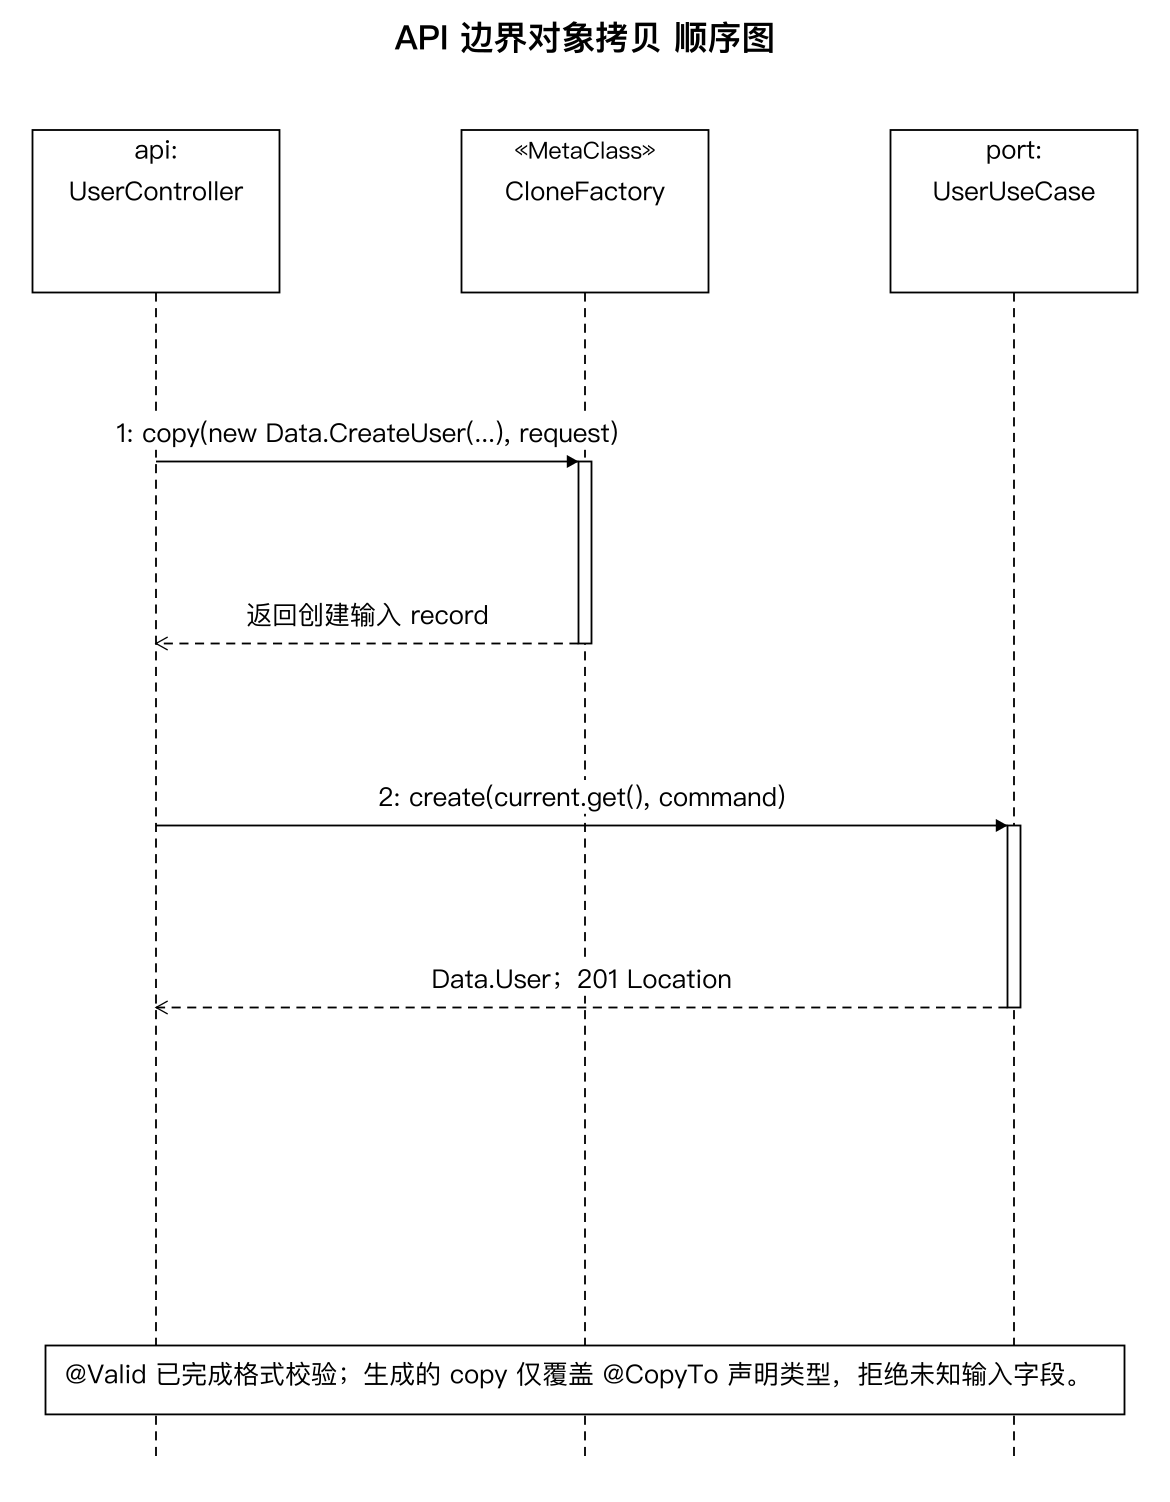 API 边界对象拷贝 顺序图
api:
UserController
«MetaClass»
CloneFactory
port:
UserUseCase
1: copy(new Data.CreateUser(...), request)
返回创建输入 record
2: create(current.get(), command)
Data.User；201 Location
@Valid 已完成格式校验；生成的 copy 仅覆盖 @CopyTo 声明类型，拒绝未知输入字段。